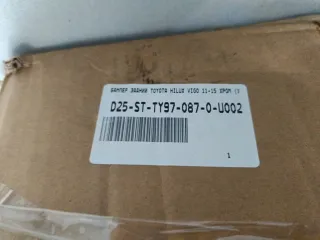 БАМПЕР ЗАДНИЙ TOYOTA HILUX VIGO 11-15 ХРОМ (У
D25-ST-TY97-087-0-U002
1